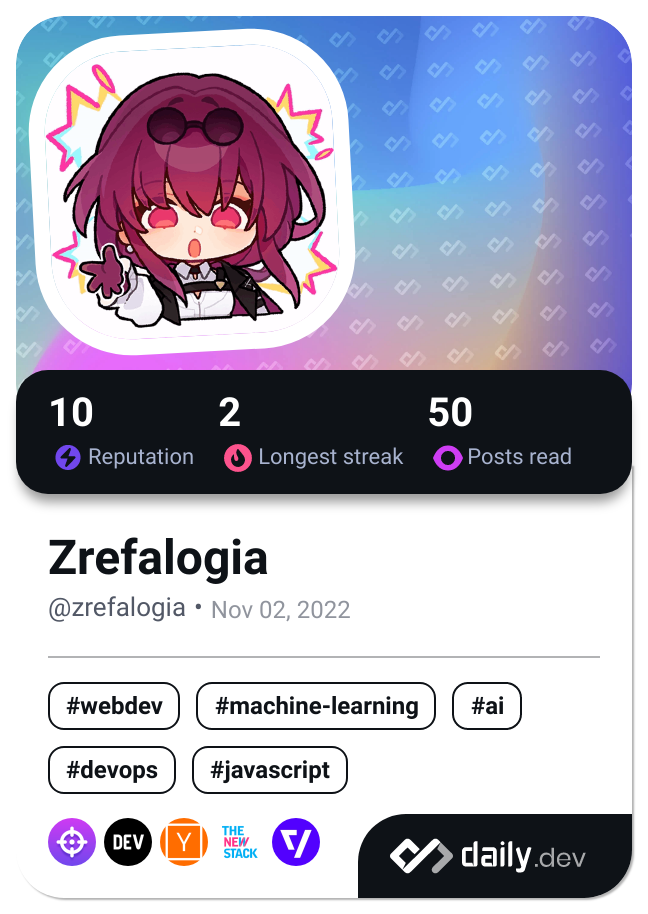 10 2 50
Reputation Longest streak Posts read
Zrefalogia
@zrefalogia • Nov 02, 2022
#webdev #machine-learning #ai
#devops #javascript
DEV Y THE NEW STACK
daily.dev